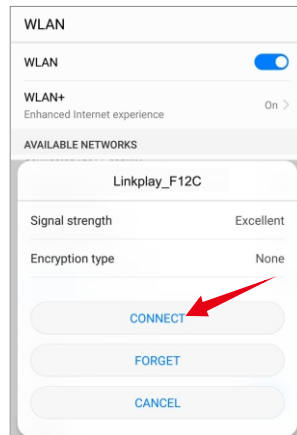 WLAN
WLAN
WLAN+
Enhanced Internet experience
On
AVAILABLE NETWORKS
Linkplay_F12C
Signal strength
Excellent
Encryption type
None
CONNECT
FORGET
CANCEL